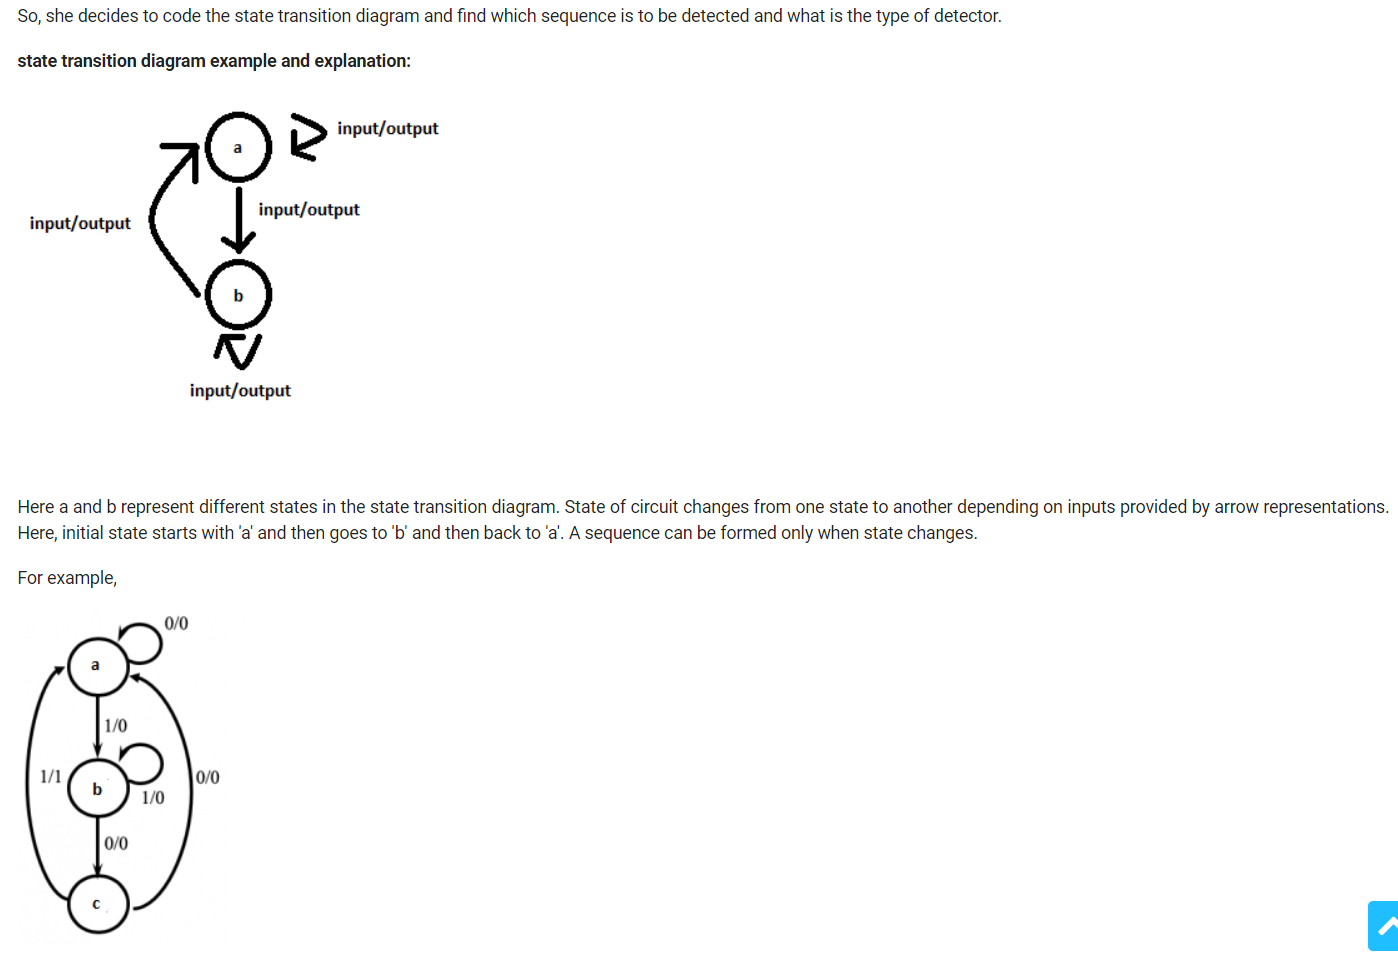 So, she decides to code the state transition diagram and find which sequence is to be detected and what is the type of detector.
state transition diagram example and explanation:
input/output
a
input/output
input/output
b
input/output
Here a and b represent different states in the state transition diagram. State of circuit changes from one state to another depending on inputs provided by arrow representations.
Here, initial state starts with 'a' and then goes to 'b' and then back to 'a'. A sequence can be formed only when state changes.
For example,
0/0
a
1/0
1/1
0/0
b
1/0
0/0
c